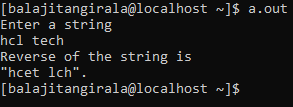 [balajitangirala@localhost ~]$ a.out
Enter a string
hcl tech
Reverse of the string is
"hcet lch".
[balajitangirala@localhost ~]$